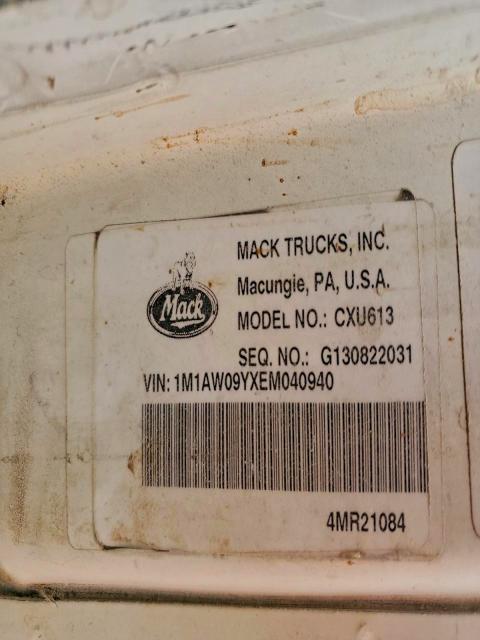 Mack
MACK TRUCKS, INC.
Macungie, PA, U.S.A.
MODEL NO.: CXU613
SEQ. NO.: G130822031
VIN: 1M1AW09YXEM040940
4MR21084